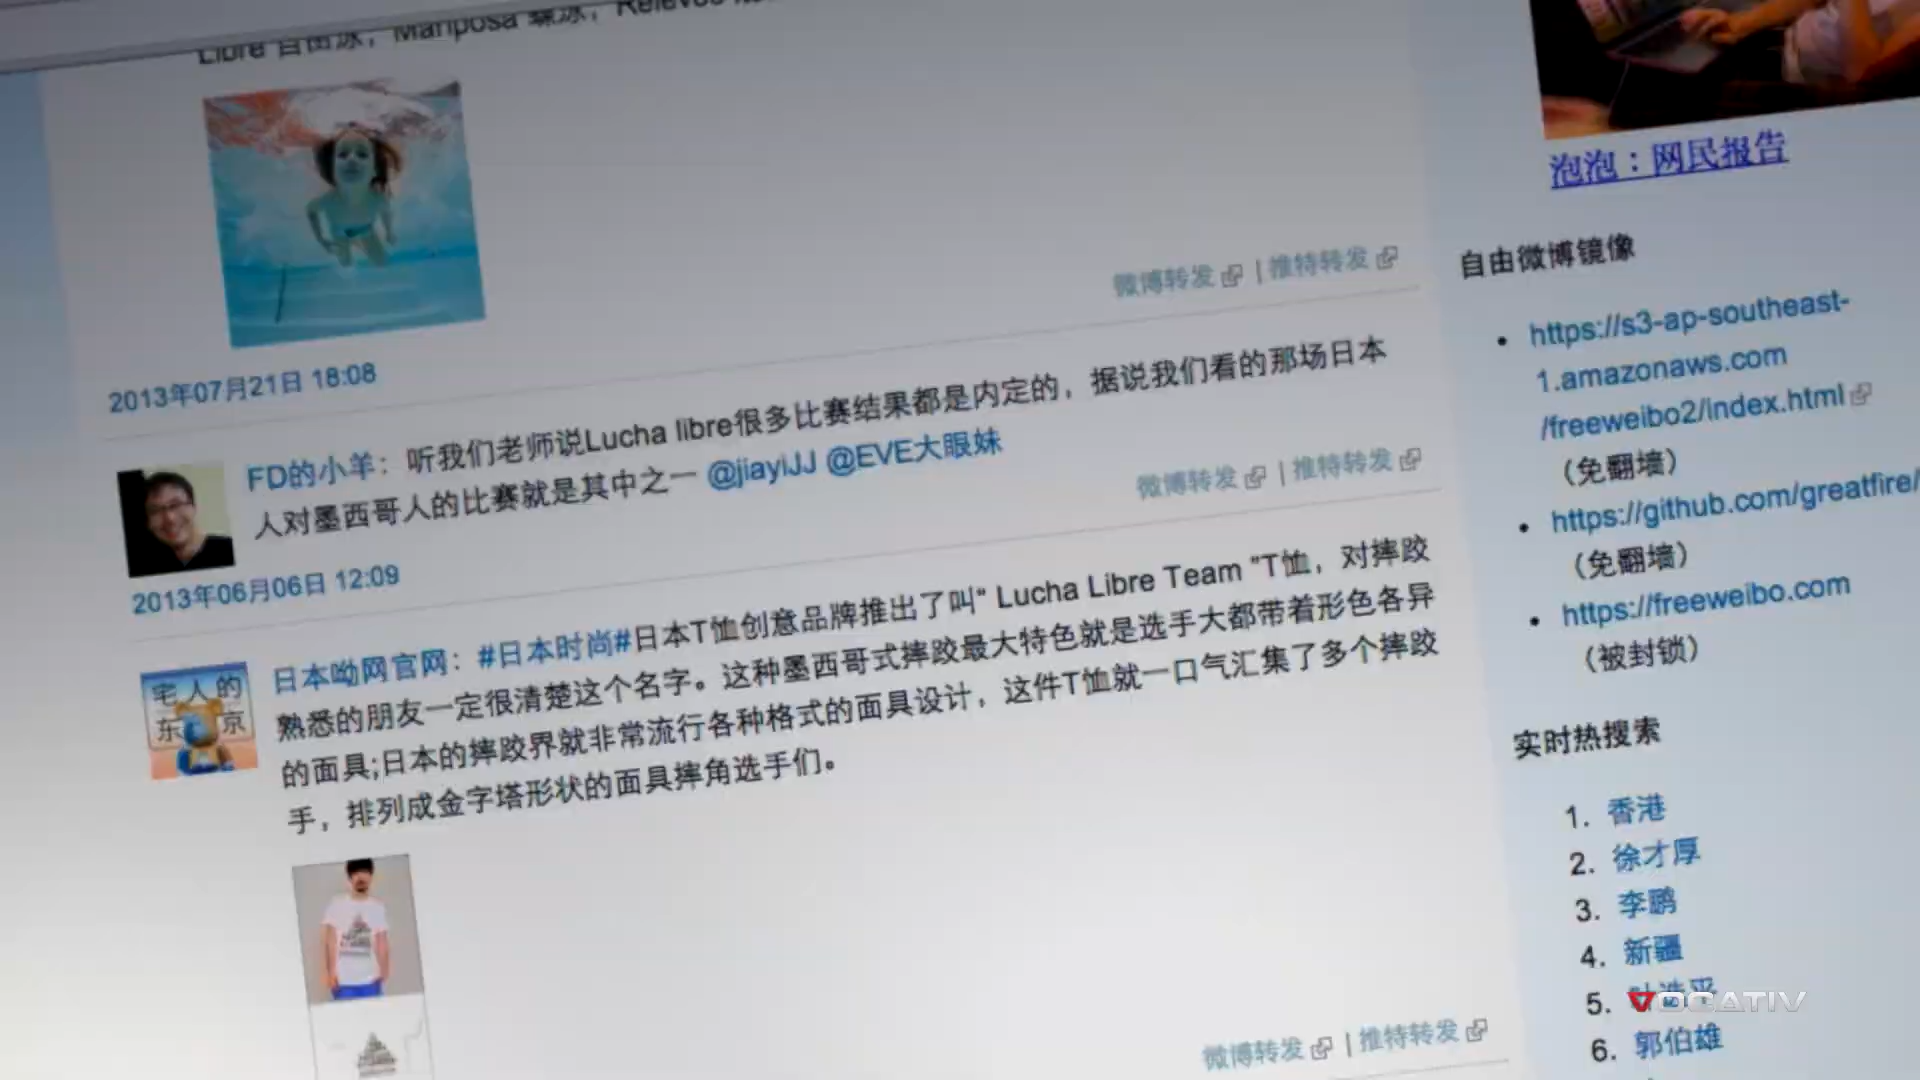 Libre 自由泳，Mariposa 蝶泳，Relevos
2013年07月21日 18:08
微博转发 | 推特转发
FD的小羊：听我们老师说Lucha libre很多比赛结果都是内定的，据说我们看的那场日本
人对墨西哥人的比赛就是其中之一 @jiayiJJ @EVE大眼妹
2013年06月06日 12:09
微博转发 | 推特转发
宅人的
东京
日本呦网官网：#日本时尚#日本T恤创意品牌推出了叫" Lucha Libre Team "T恤，对摔跤
熟悉的朋友一定很清楚这个名字。这种墨西哥式摔跤最大特色就是选手大都带着形色各异
的面具;日本的摔跤界就非常流行各种格式的面具设计，这件T恤就一口气汇集了多个摔跤
手，排列成金字塔形状的面具摔角选手们。
微博转发 | 推特转发
泡泡：网民报告
自由微博镜像
https://s3-ap-southeast-
1.amazonaws.com
/freeweibo2/index.html
（免翻墙）
https://github.com/greatfire/
（免翻墙）
https://freeweibo.com
（被封锁）
实时热搜索
1. 香港
2. 徐才厚
3. 李鹏
4. 新疆
5. 叶选平
6. 郭伯雄
VOCATIV